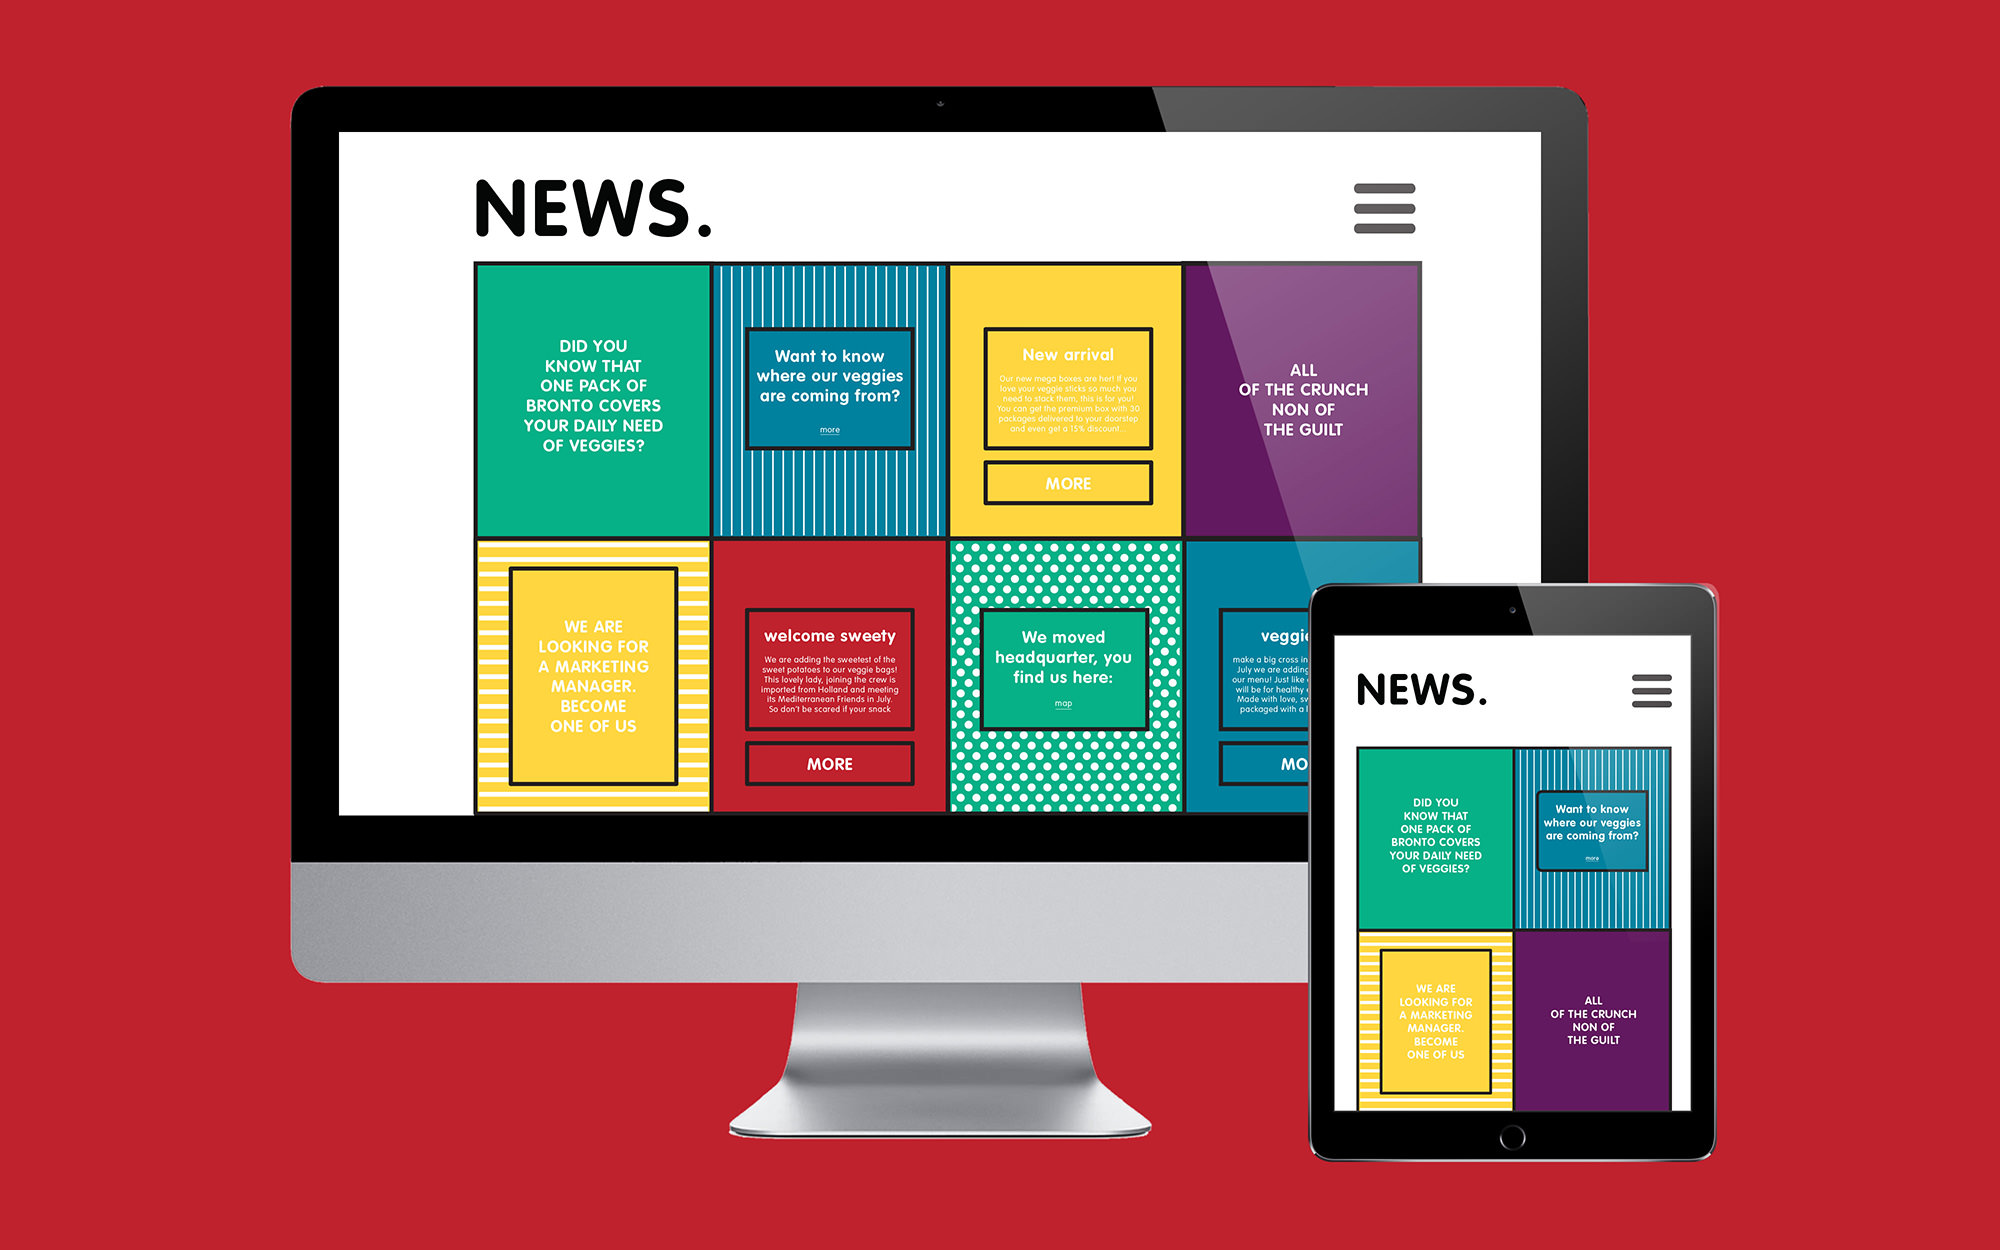 NEWS.
DID YOU
KNOW THAT
ONE PACK OF
BRONTO COVERS
YOUR DAILY NEED
OF VEGGIES?
Want to know
where our veggies
are coming from?
more
New arrival
Our new mega boxes are her! if you
love your veggie sticks so much you
need to stack them, this is for you!
You can get the premium box with 30
packages delivered to your doorstep
and even get a 15% discount...
MORE
ALL
OF THE CRUNCH
NON OF
THE GUILT
WE ARE
LOOKING FOR
A MARKETING
MANAGER.
BECOME
ONE OF US
welcome sweety
We are adding the sweetest of the
sweet potatoes to our veggie bags!
This lovely lady, joining the crew is
imported from Holland and meeting
its Mediterranean Friends in July.
So don't be scared if your snack
MORE
We moved
headquarter, you
find us here:
map
veggie
make a big cross in
July we are adding
our menu! Just like
will be for healthy
Made with love, sw
packaged with a
MO
NEWS.
DID YOU
KNOW THAT
ONE PACK OF
BRONTO COVERS
YOUR DAILY NEED
OF VEGGIES?
Want to know
where our veggies
are coming from?
more
WE ARE
LOOKING FOR
A MARKETING
MANAGER.
BECOME
ONE OF US
ALL
OF THE CRUNCH
NON OF
THE GUILT